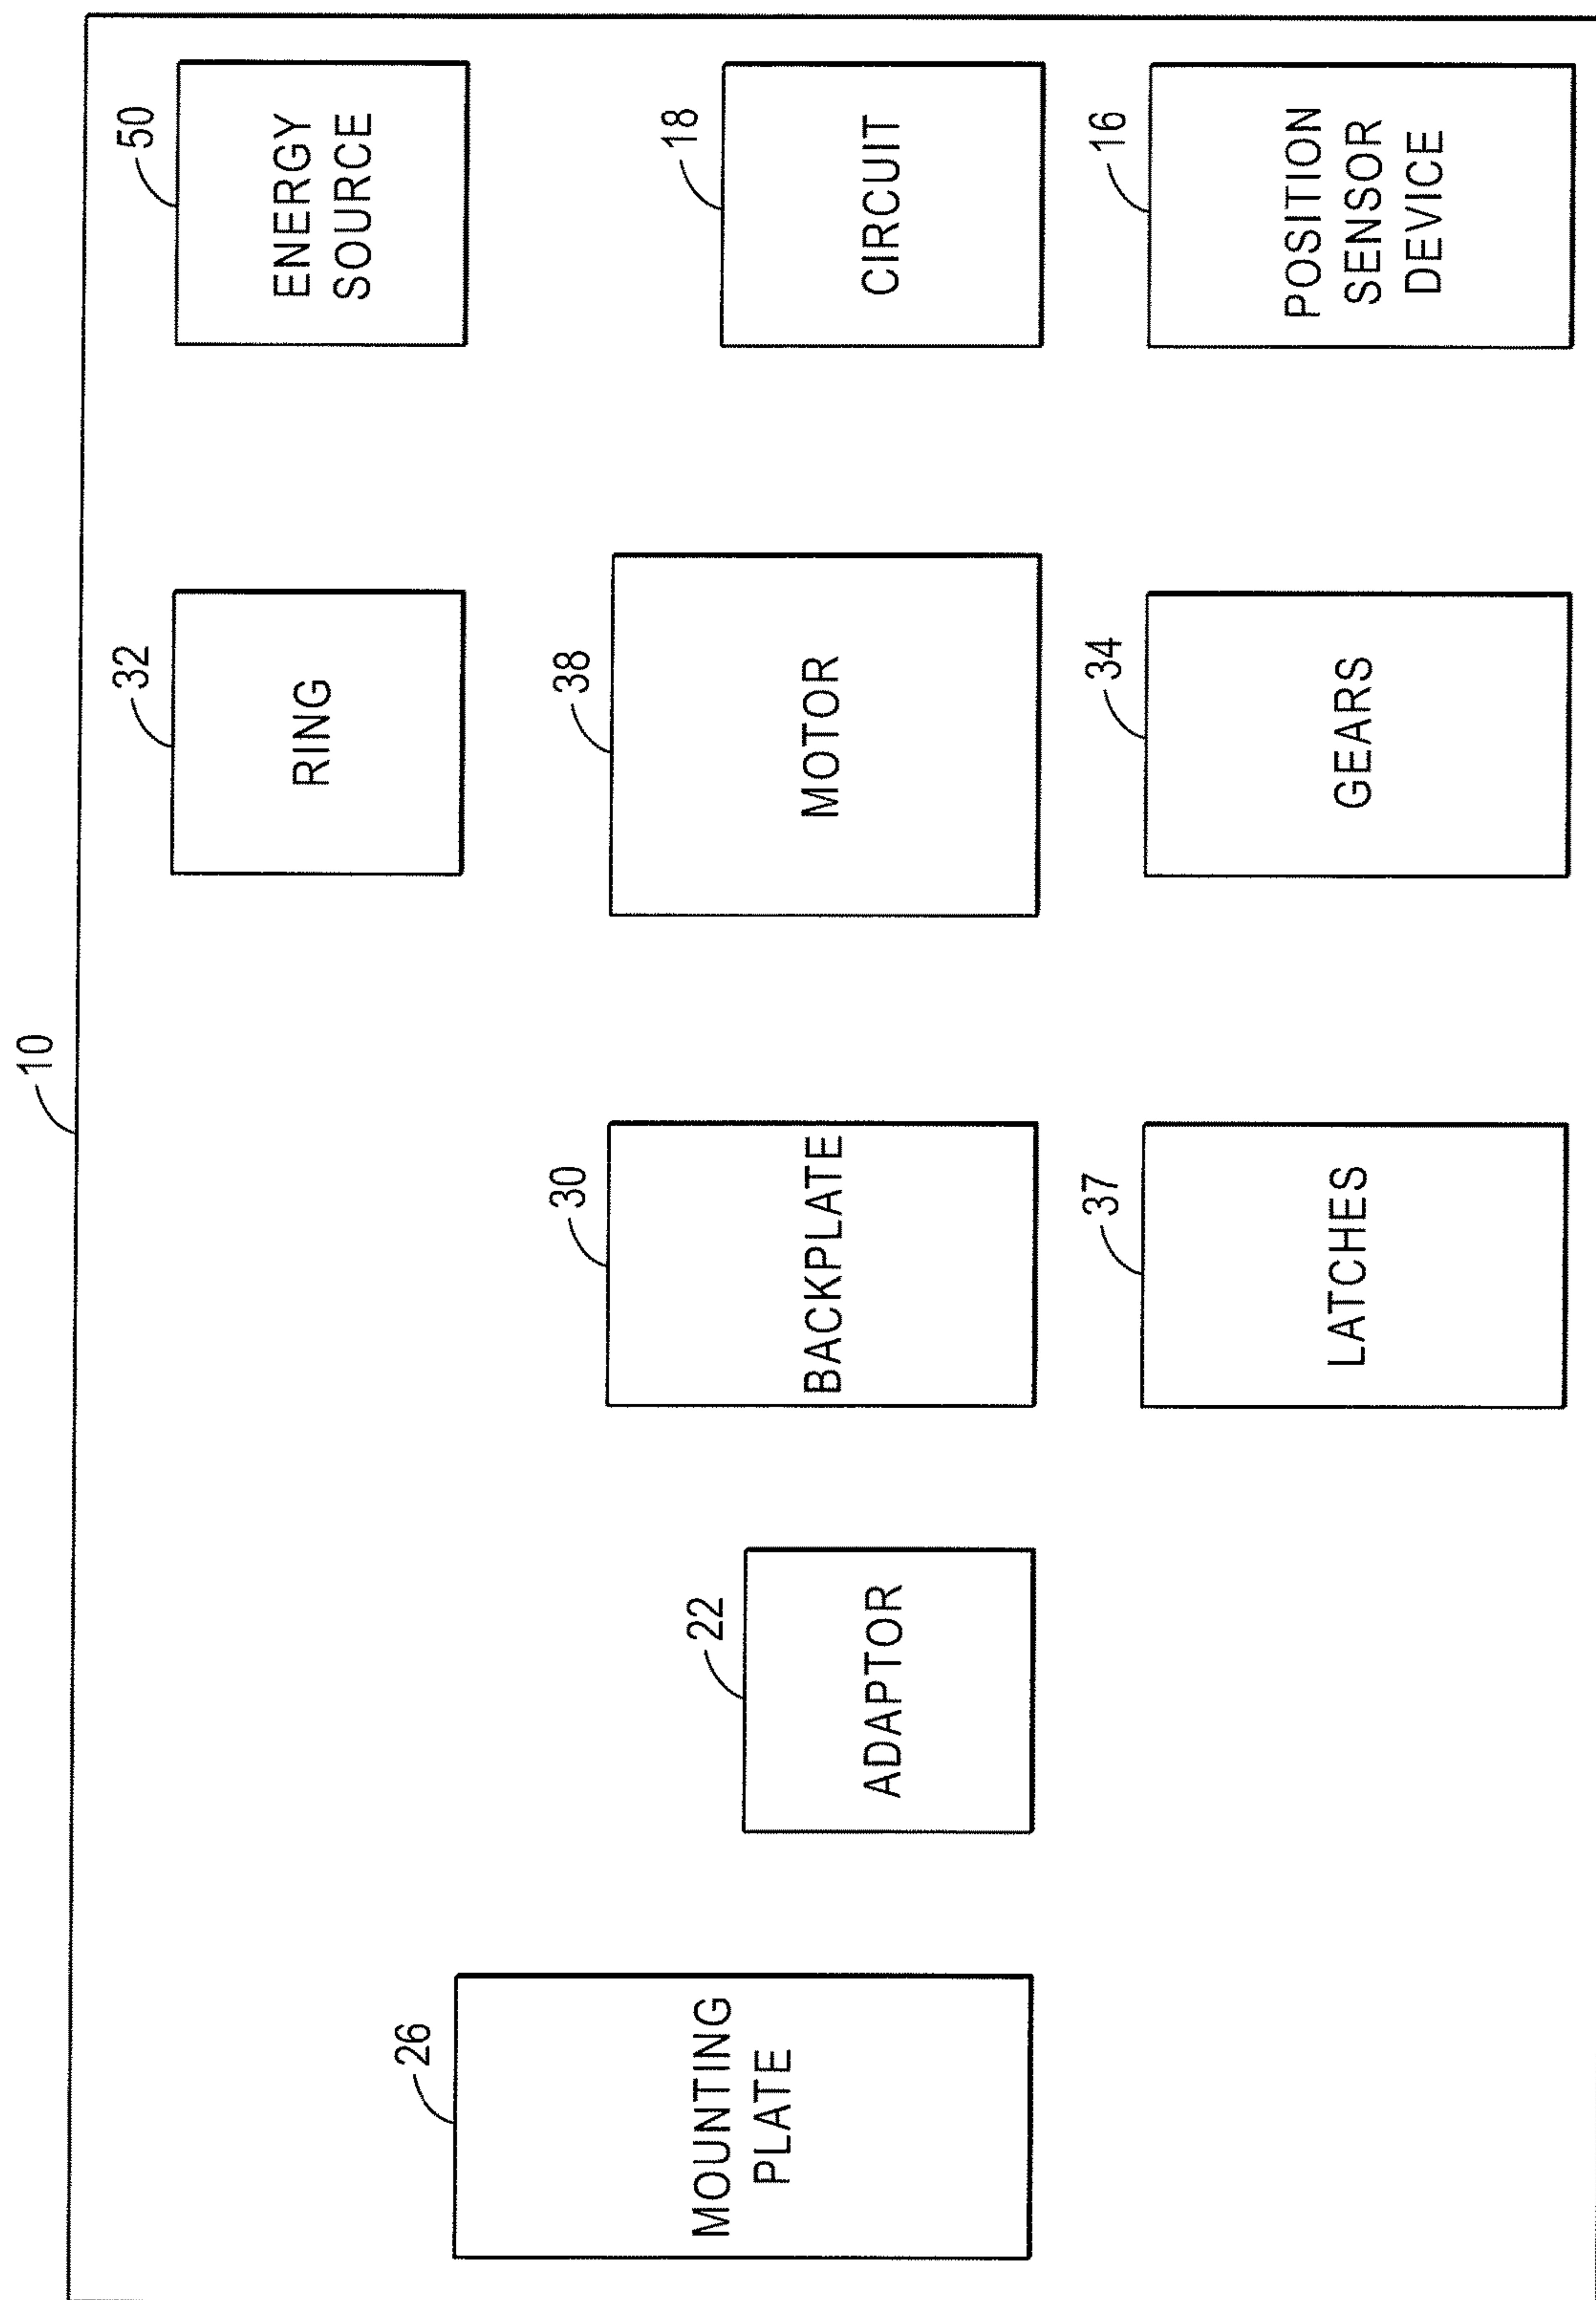 10
26
MOUNTING
PLATE
22
ADAPTOR
30
BACKPLATE
37
LATCHES
32
RING
38
MOTOR
34
GEARS
50
ENERGY
SOURCE
18
CIRCUIT
16
POSITION
SENSOR
DEVICE